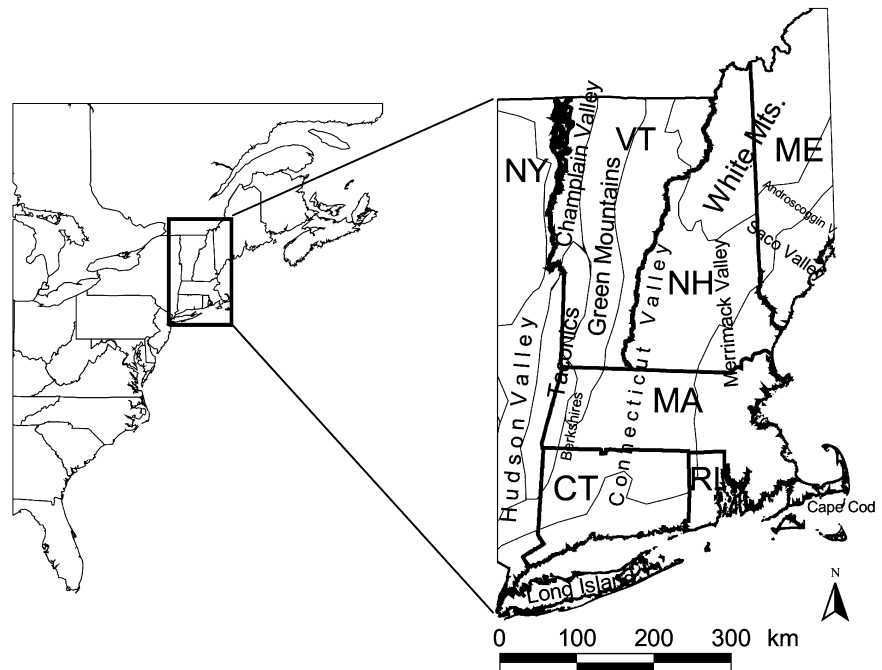 Champlain Valley
VT
White Mts.
ME
NY
Green Mountains
Androscoggin V.
Saco Valley
NH
Merrimack Valley
Connecticut Valley
Hudson Valley
Taconics
MA
Berkshires
CT
RI
Cape Cod
Long Island
N
0 100 200 300 km